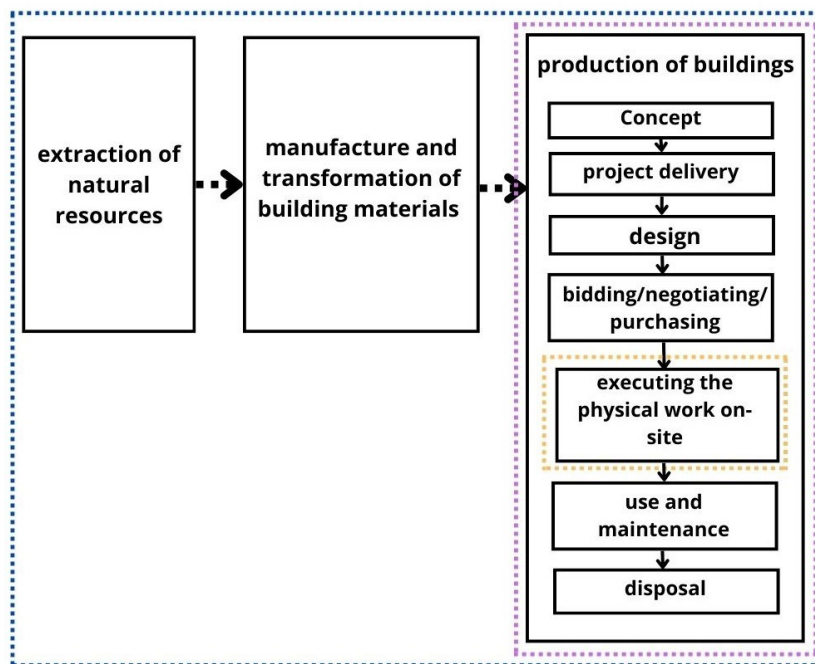 extraction of
natural
resources
manufacture and
transformation of
building materials
production of buildings
Concept
project delivery
design
bidding/negotiating/
purchasing
executing the
physical work on-
site
use and
maintenance
disposal